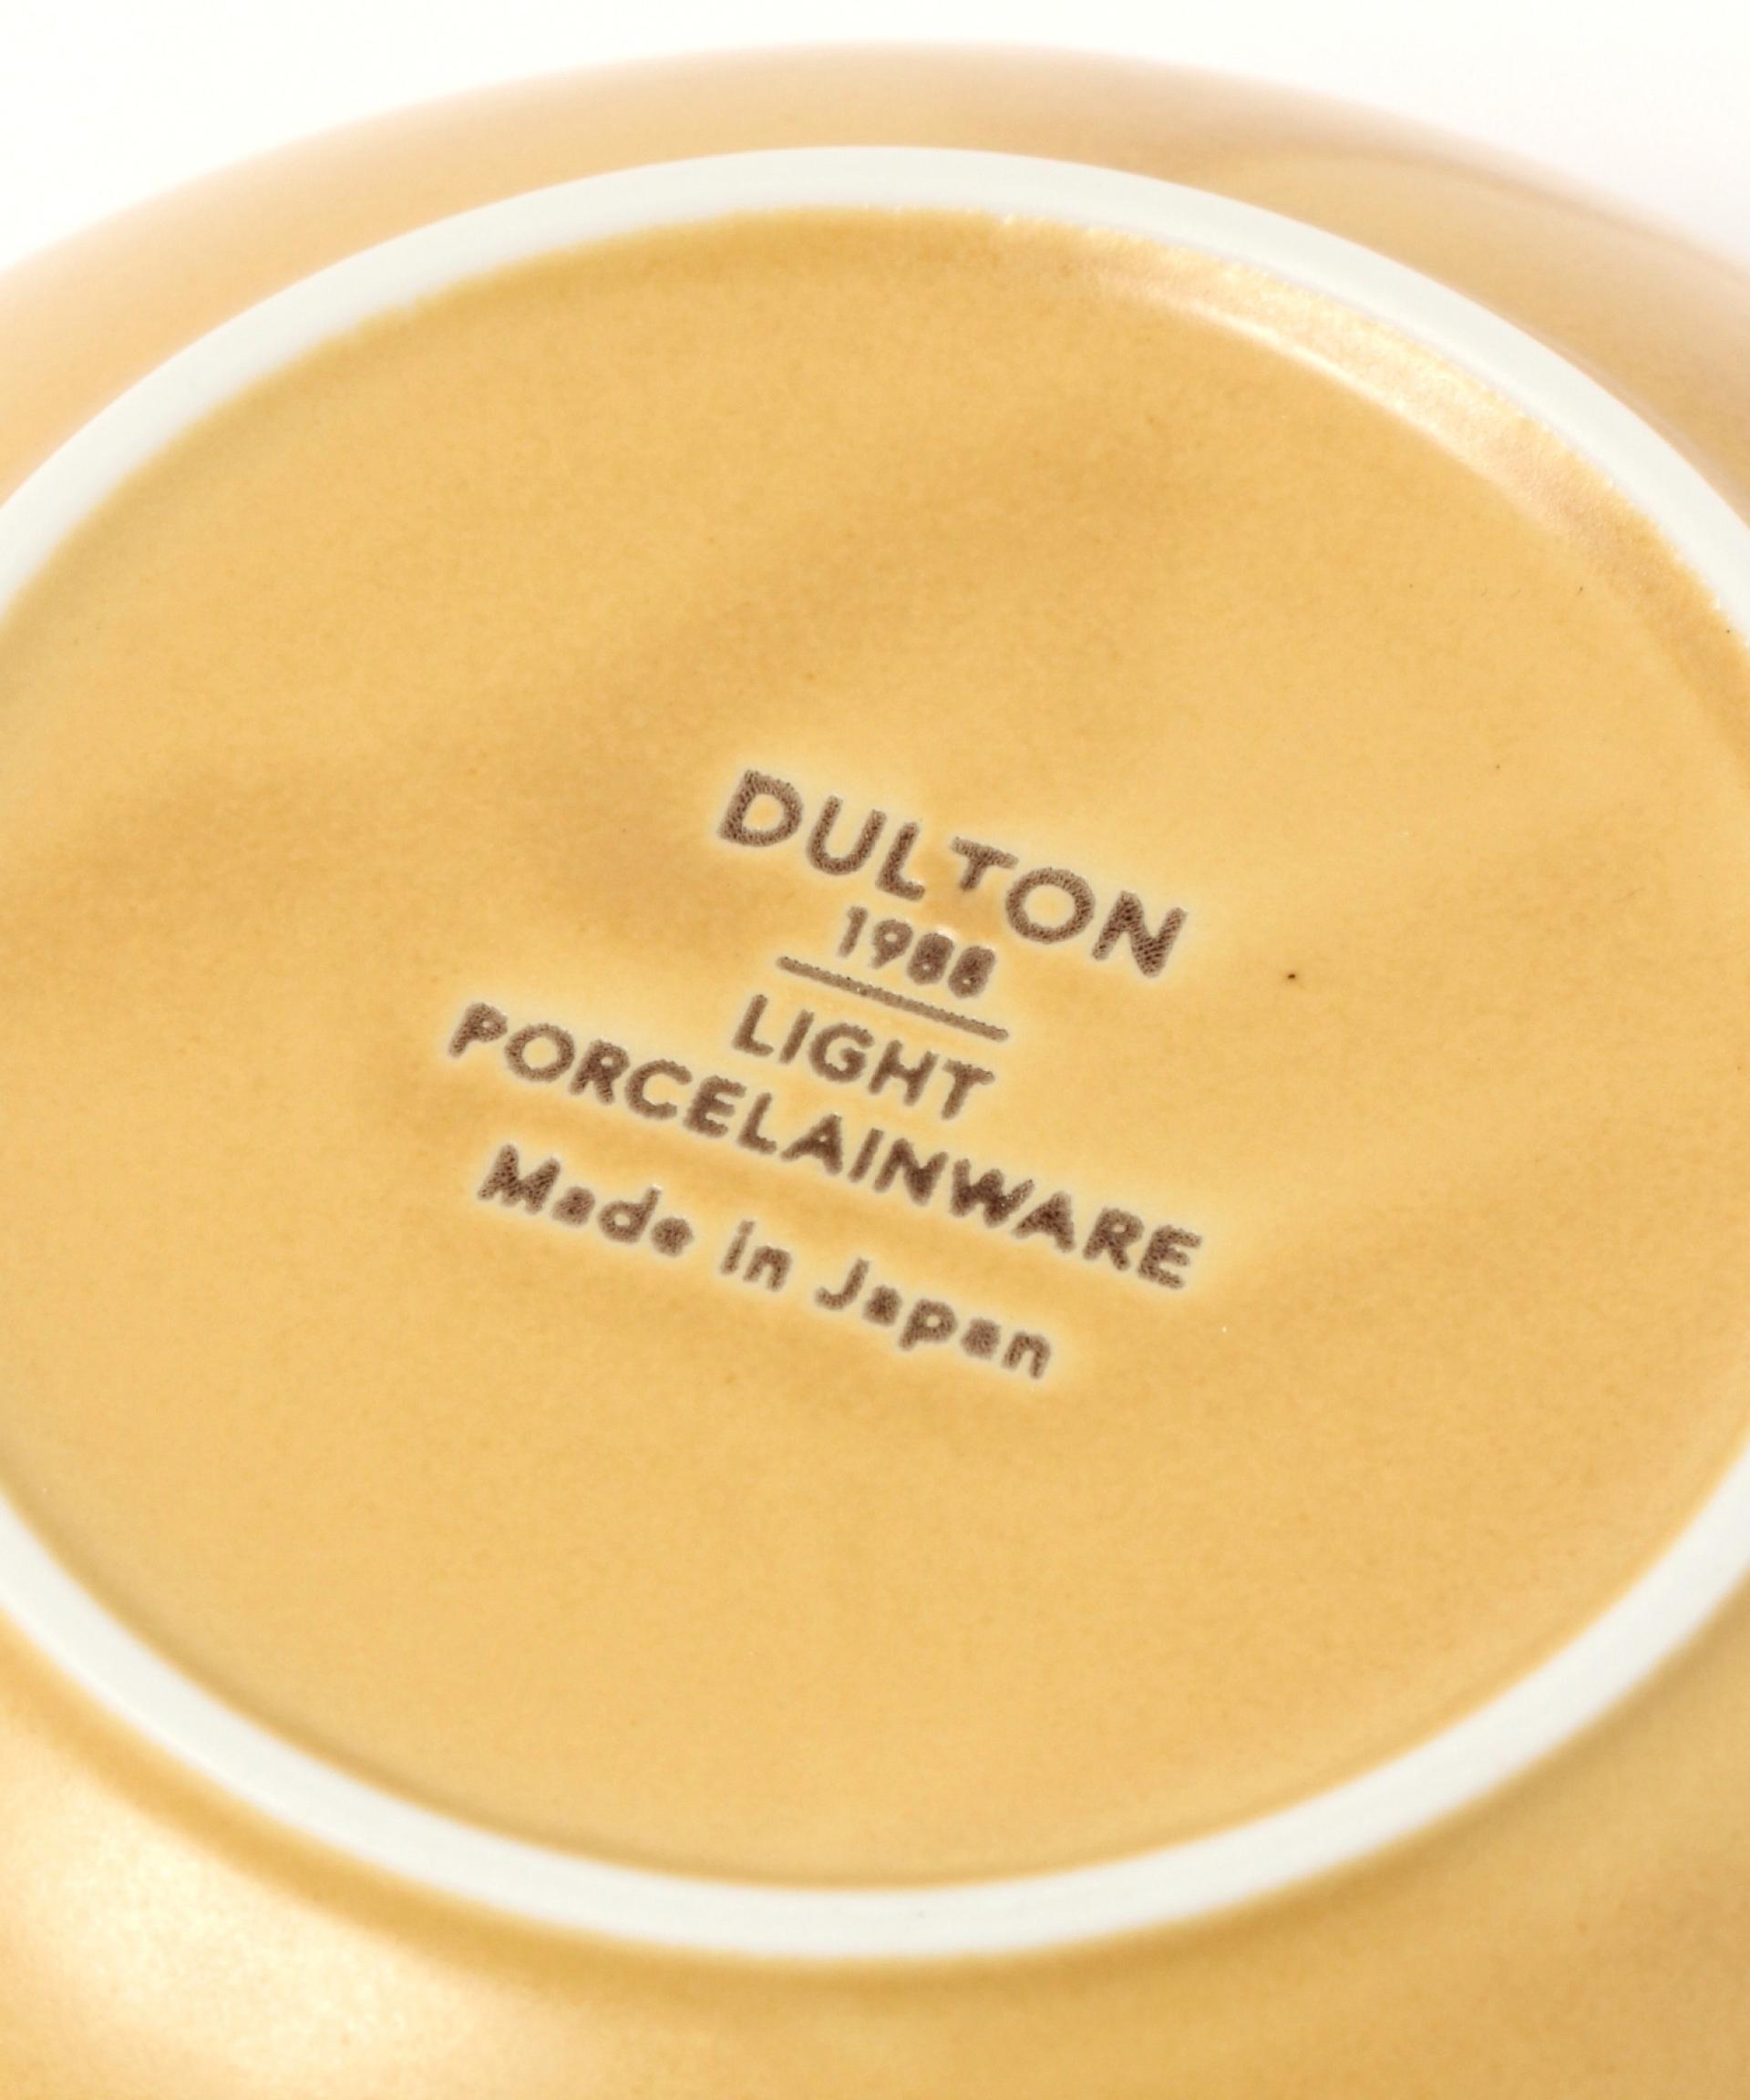 DULTON
1988
LIGHT
PORCELAINWARE
Made in Japan